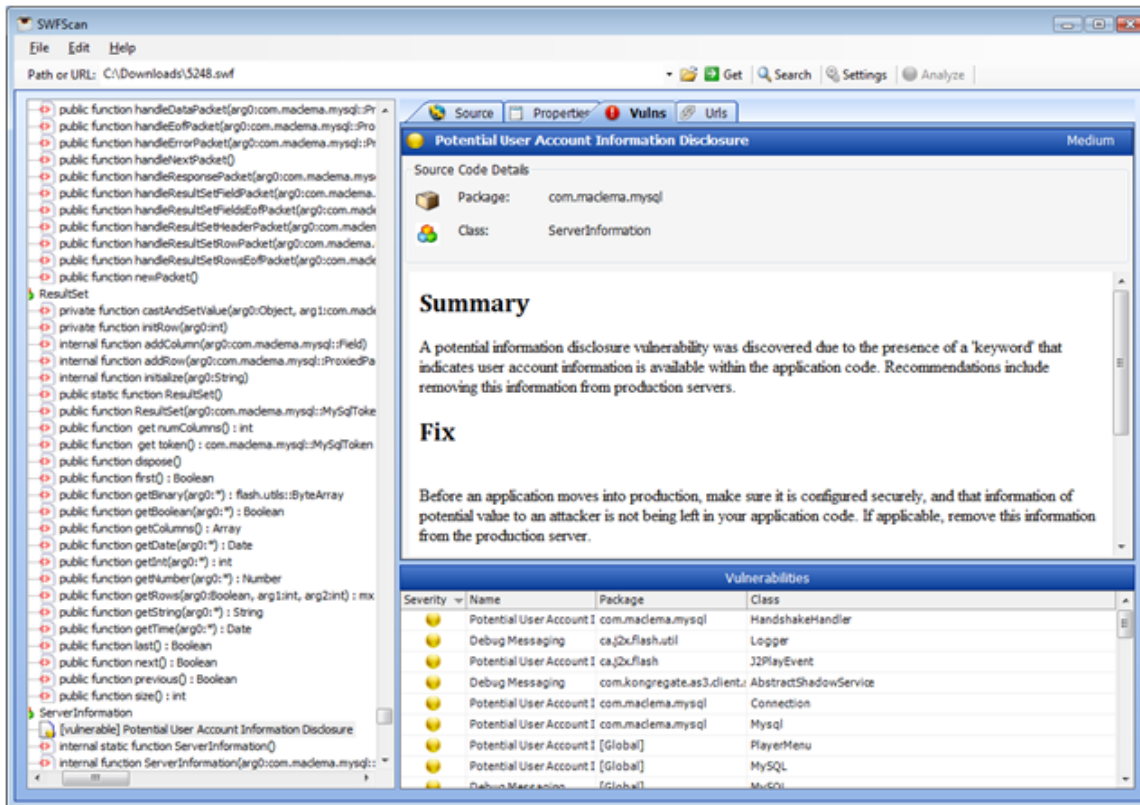 SWFScan
File Edit Help
Path or URL: C:\Downloads\5248.swf Get Search Settings Analyze
public function handleDataPacket(arg0:com.maclema.mysql::Pr
public function handleEofPacket(arg0:com.maclema.mysql::Pro
public function handleErrorPacket(arg0:com.maclema.mysql::Pr
public function handleNextPacket()
public function handleResponsePacket(arg0:com.maclema.mys
public function handleResultSetFieldPacket(arg0:com.maclema.
public function handleResultSetFieldsEofPacket(arg0:com.macl
public function handleResultSetHeaderPacket(arg0:com.maclem
public function handleResultSetRowPacket(arg0:com.maclema.
public function handleResultSetRowsEofPacket(arg0:com.macl
public function newPacket()
ResultSet
private function castAndSetValue(arg0:Object, arg1:com.macl
private function initRow(arg0:int)
internal function addColumn(arg0:com.maclema.mysql::Field)
internal function addRow(arg0:com.maclema.mysql::ProxiedPa
internal function initialize(arg0:String)
public static function ResultSet()
public function ResultSet(arg0:com.maclema.mysql::MySqlToke
public function get numColumns() : int
public function get token() : com.maclema.mysql::MySqlToken
public function dispose()
public function first() : Boolean
public function getBinary(arg0:*) : flash.utils::ByteArray
public function getBoolean(arg0:*) : Boolean
public function getColumns() : Array
public function getDate(arg0:*) : Date
public function getInt(arg0:*) : int
public function getNumber(arg0:*) : Number
public function getRows(arg0:Boolean, arg1:int, arg2:int) : mx
public function getString(arg0:*) : String
public function getTime(arg0:*) : Date
public function last() : Boolean
public function next() : Boolean
public function previous() : Boolean
public function size() : int
ServerInformation
[vulnerable] Potential User Account Information Disclosure
internal static function ServerInformation()
internal function ServerInformation(arg0:com.maclema.mysql::
Source Properties Vulns Urls
Potential User Account Information Disclosure Medium
Source Code Details
Package: com.maclema.mysql
Class: ServerInformation
Summary
A potential information disclosure vulnerability was discovered due to the presence of a 'keyword' that
indicates user account information is available within the application code. Recommendations include
removing this information from production servers.
Fix
Before an application moves into production, make sure it is configured securely, and that information of
potential value to an attacker is not being left in your application code. If applicable, remove this information
from the production server.
Vulnerabilities
Severity Name Package Class
Potential User Account I com.maclema.mysql HandshakeHandler
Debug Messaging ca.j2x.flash.util Logger
Potential User Account I ca.j2x.flash J2PlayEvent
Debug Messaging com.kongregate.as3.client.s AbstractShadowService
Potential User Account I com.maclema.mysql Connection
Potential User Account I com.maclema.mysql Mysql
Potential User Account I [Global] PlayerMenu
Potential User Account I [Global] MySQL
Debug Messaging [Global] MySQL